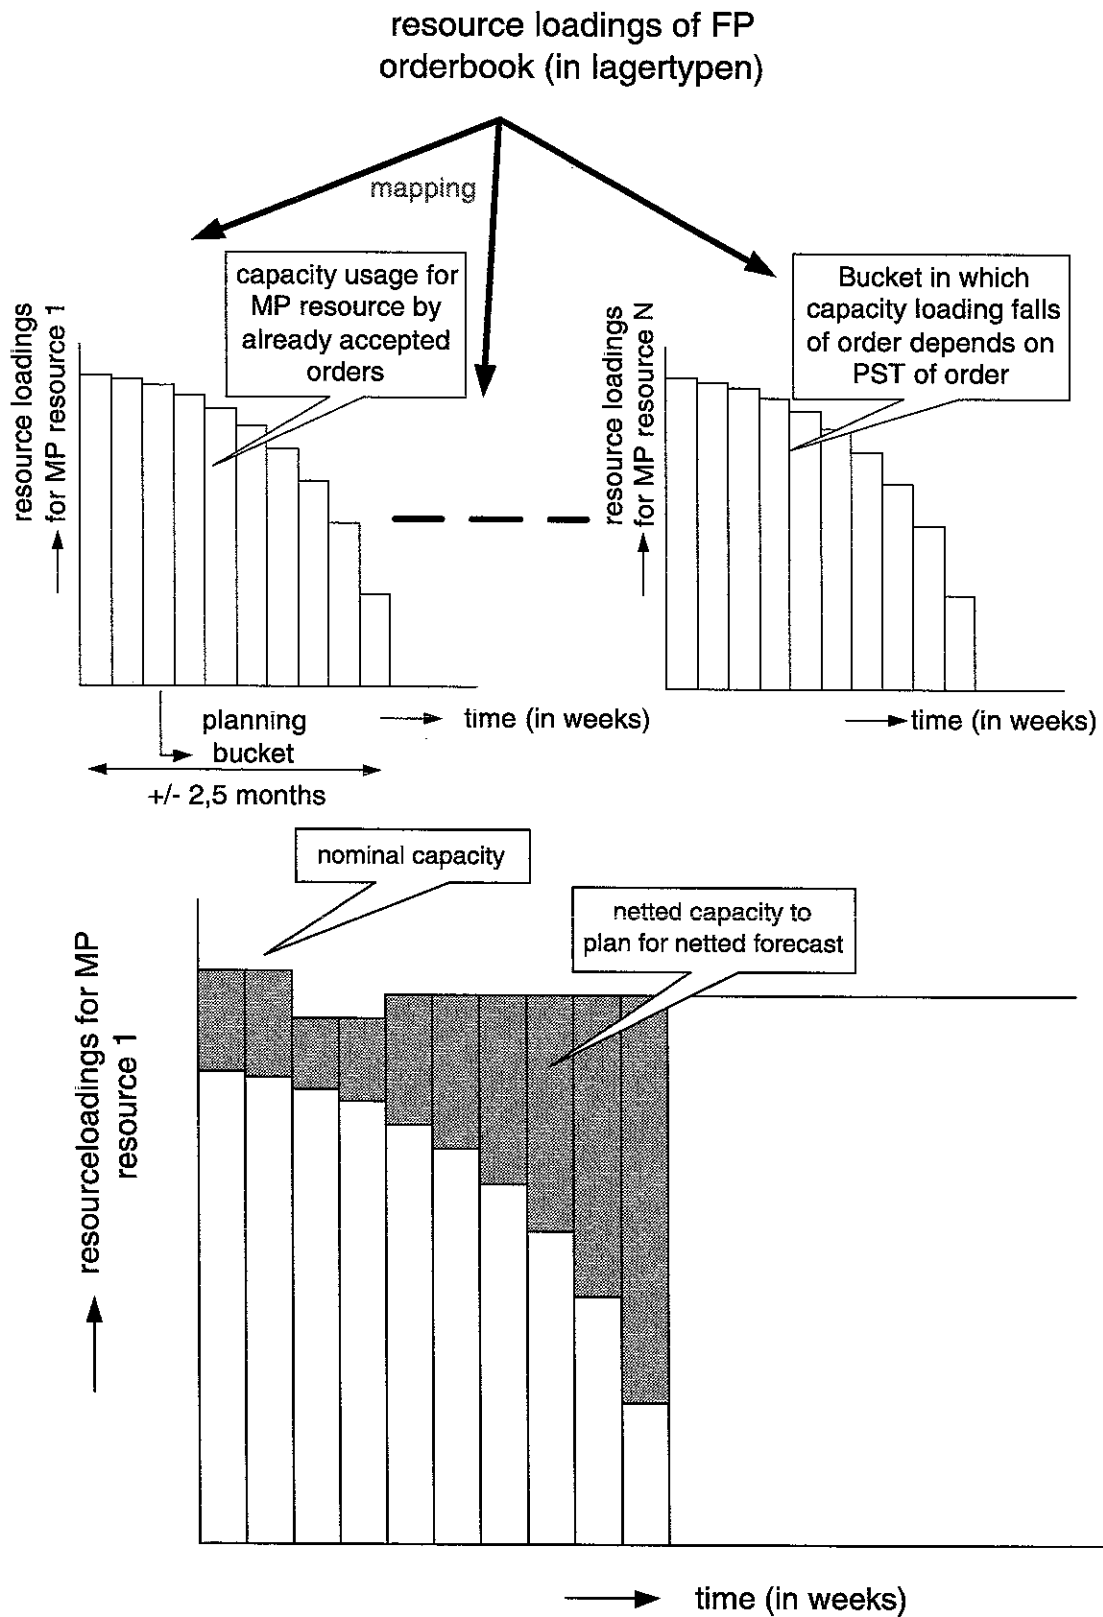 resource loadings of FP
orderbook (in lagertypen)
mapping
capacity usage for
MP resource by
already accepted
orders
Bucket in which
capacity loading falls
of order depends on
PST of order
resource loadings
for MP resource 1
resource loadings
for MP resource N
planning
bucket
time (in weeks)
time (in weeks)
+/- 2,5 months
nominal capacity
netted capacity to
plan for netted forecast
resourceloadings for MP
resource 1
time (in weeks)